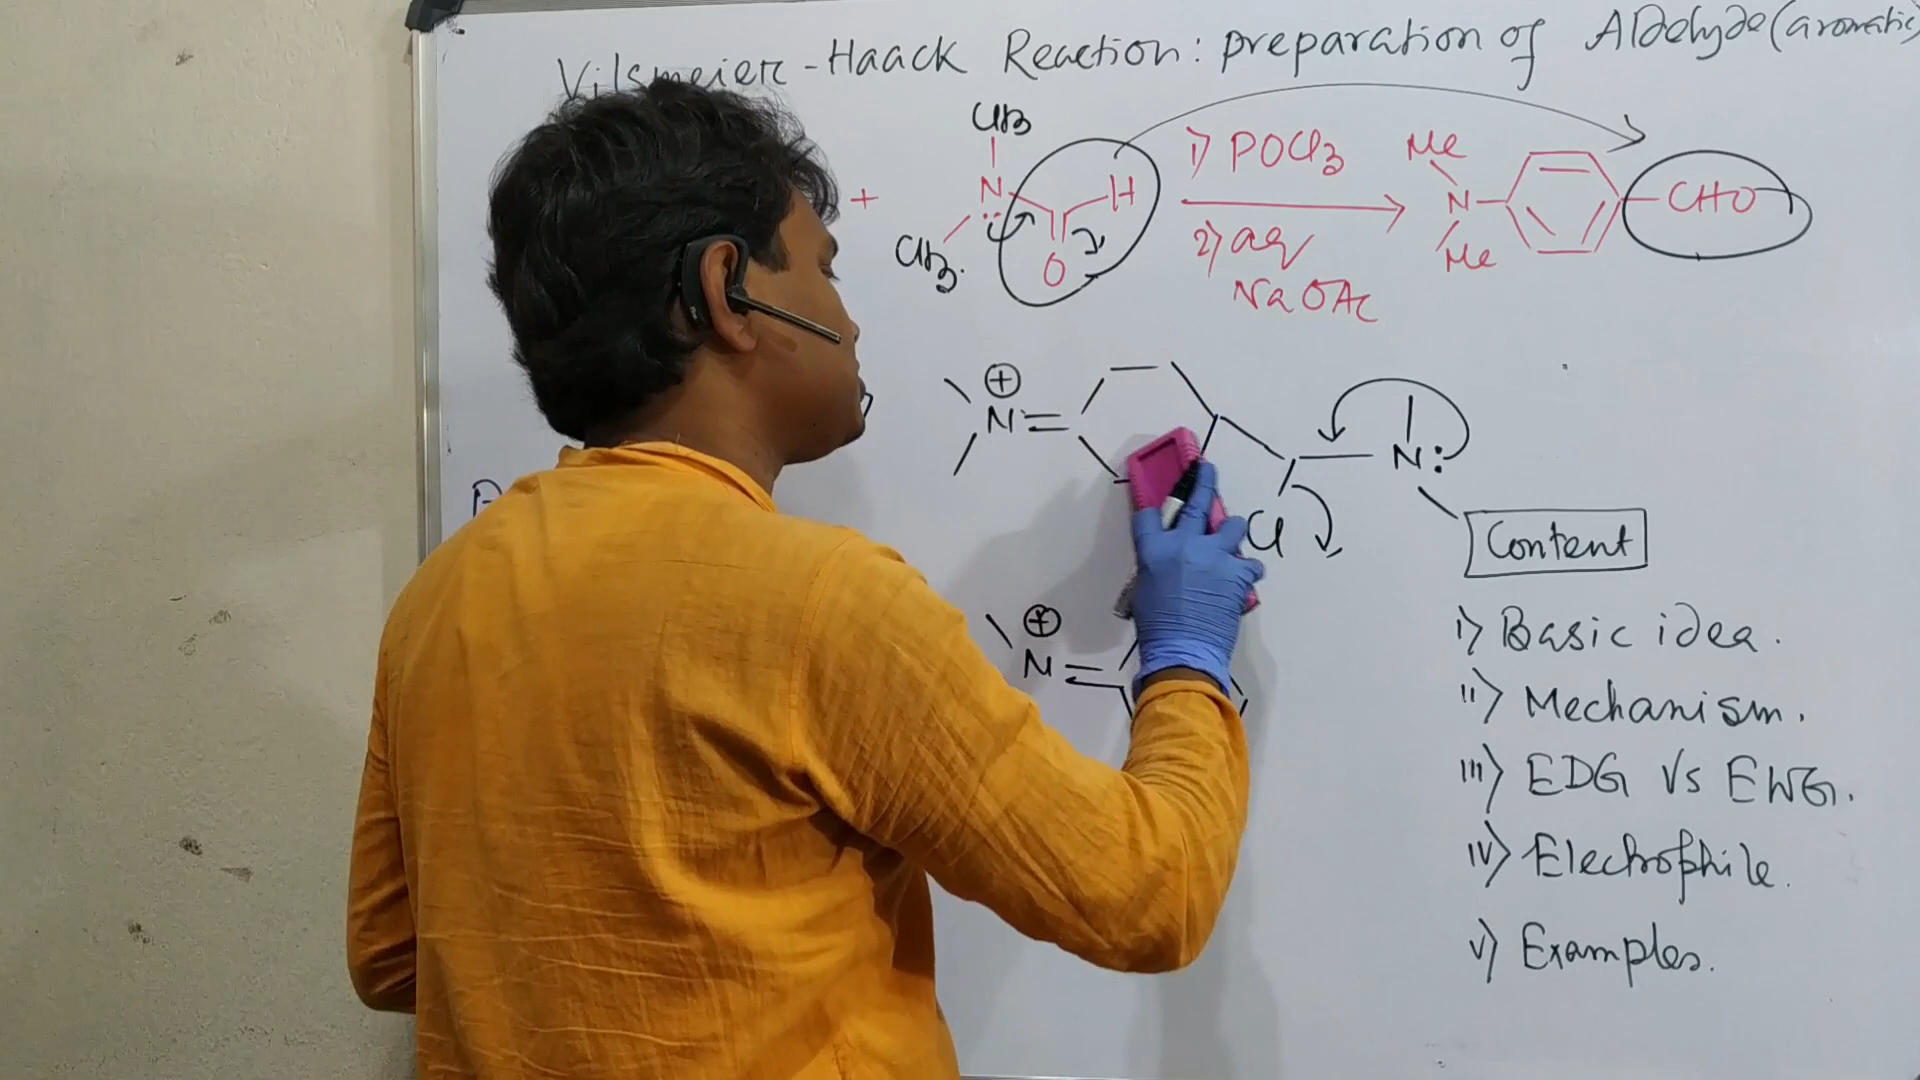 Vilsmeier-Haack Reaction: preparation of Aldehyde (aromatic)
CH3
N
CH3.
+
H
O
1) POCl3
2) aq
NaOAc
Me
N
Me
CHO
⊕
N
N:
Cl
⊕
N
Content
i) Basic idea.
ii) Mechanism.
iii) EDG Vs EWG.
iv) Electrophile.
v) Examples.